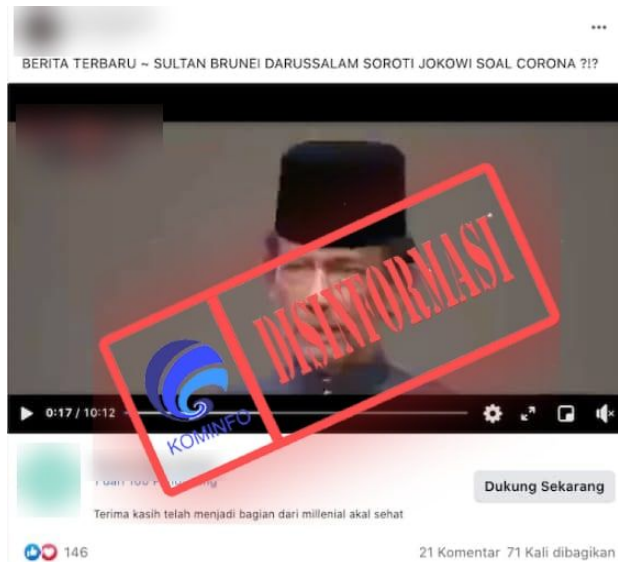 BERITA TERBARU ~ SULTAN BRUNEI DARUSSALAM SOROTI JOKOWI SOAL CORONA ?!?
DISINFORMASI
KOMINFO
0:17 / 10:12
Dukung Sekarang
Terima kasih telah menjadi bagian dari millenial akal sehat
146
21 Komentar 71 Kali dibagikan